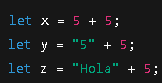 let x = 5 + 5;
let y = "5" + 5;
let z = "Hola" + 5;